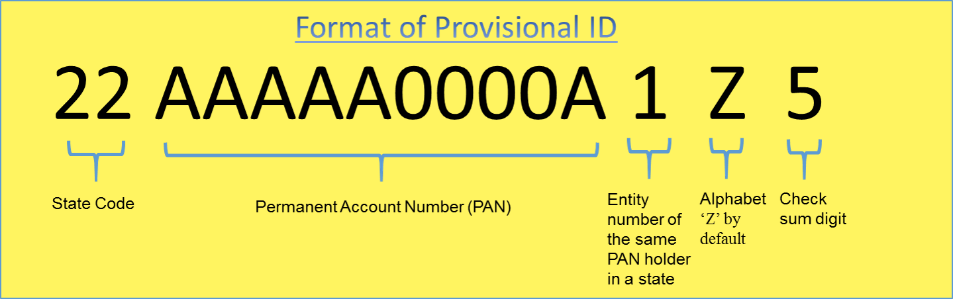 Format of Provisional ID
22 AAAAA0000A 1 Z 5
State Code
Permanent Account Number (PAN)
Entity
number of
the same
PAN holder
in a state
Alphabet
‘Z’ by
default
Check
sum digit